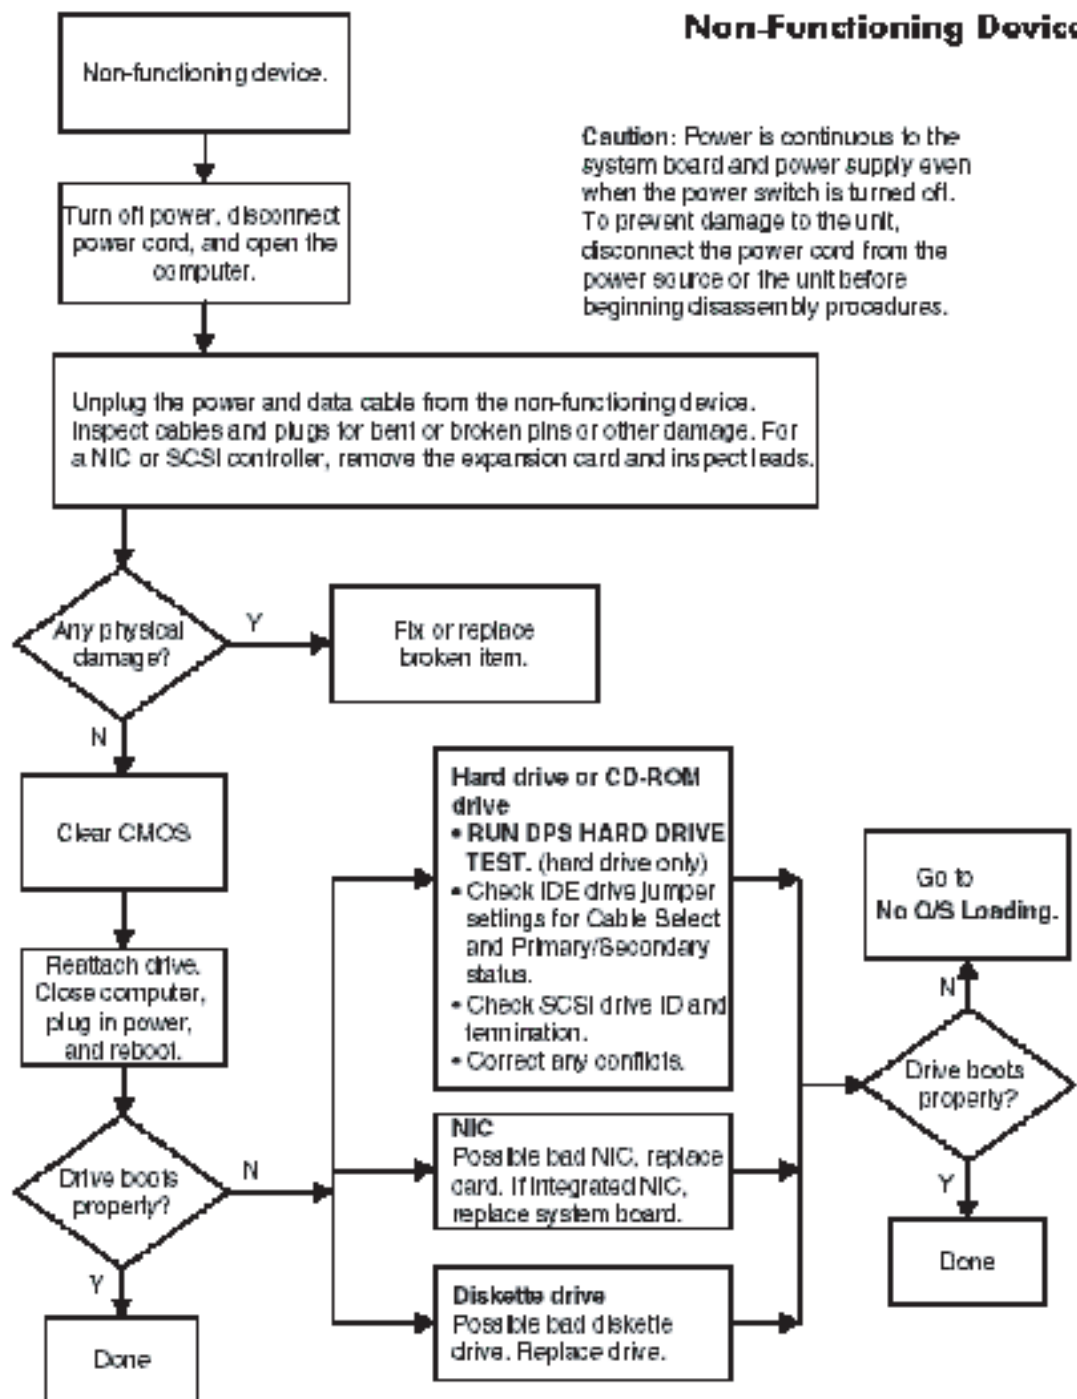 Non-Functioning Device
Non-functioning device.
Caution: Power is continuous to the
system board and power supply even
when the power switch is turned off.
To prevent damage to the unit,
disconnect the power cord from the
power source or the unit before
beginning disassembly procedures.
Turn off power, disconnect
power cord, and open the
computer.
Unplug the power and data cable from the non-functioning device.
Inspect cables and plugs for bent or broken pins or other damage. For
a NIC or SCSI controller, remove the expansion card and inspect leads.
Any physical
damage?
Y
Fix or replace
broken item.
N
Clear CMOS
Reattach drive.
Close computer,
plug in power,
and reboot.
Drive boots
properly?
N
Y
Done
Hard drive or CD-ROM
drive
• RUN DPS HARD DRIVE
TEST. (hard drive only)
• Check IDE drive jumper
settings for Cable Select
and Primary/Secondary
status.
• Check SCSI drive ID and
termination.
• Correct any conflicts.
NIC
Possible bad NIC, replace
card. If integrated NIC,
replace system board.
Diskette drive
Possible bad diskette
drive. Replace drive.
Go to
No O/S Loading.
N
Drive boots
properly?
Y
Done